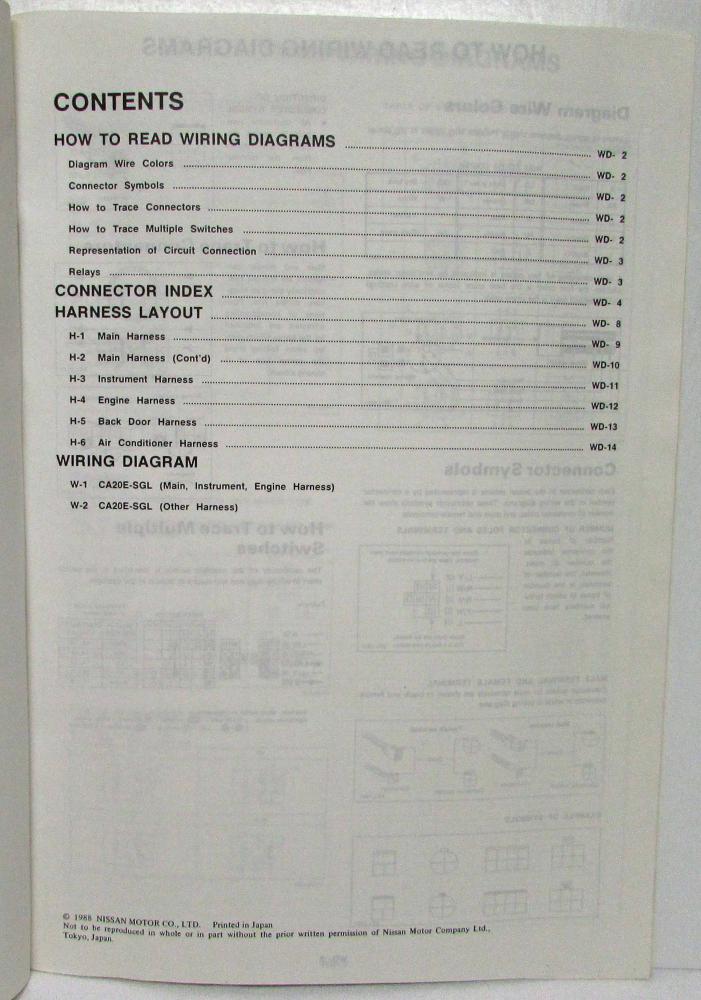 CONTENTS
HOW TO READ WIRING DIAGRAMS ........ WD- 2
Diagram Wire Colors ........ WD- 2
Connector Symbols ........ WD- 2
How to Trace Connectors ........ WD- 2
How to Trace Multiple Switches ........ WD- 2
Representation of Circuit Connection ........ WD- 3
Relays ........ WD- 3
CONNECTOR INDEX ........ WD- 4
HARNESS LAYOUT ........ WD- 8
H-1 Main Harness ........ WD- 9
H-2 Main Harness (Cont'd) ........ WD-10
H-3 Instrument Harness ........ WD-11
H-4 Engine Harness ........ WD-12
H-5 Back Door Harness ........ WD-13
H-6 Air Conditioner Harness ........ WD-14
WIRING DIAGRAM
W-1 CA20E-SGL (Main, Instrument, Engine Harness)
W-2 CA20E-SGL (Other Harness)
© 1988 NISSAN MOTOR CO., LTD. Printed in Japan
Not to be reproduced in whole or in part without the prior written permission of Nissan Motor Company Ltd.,
Tokyo, Japan.